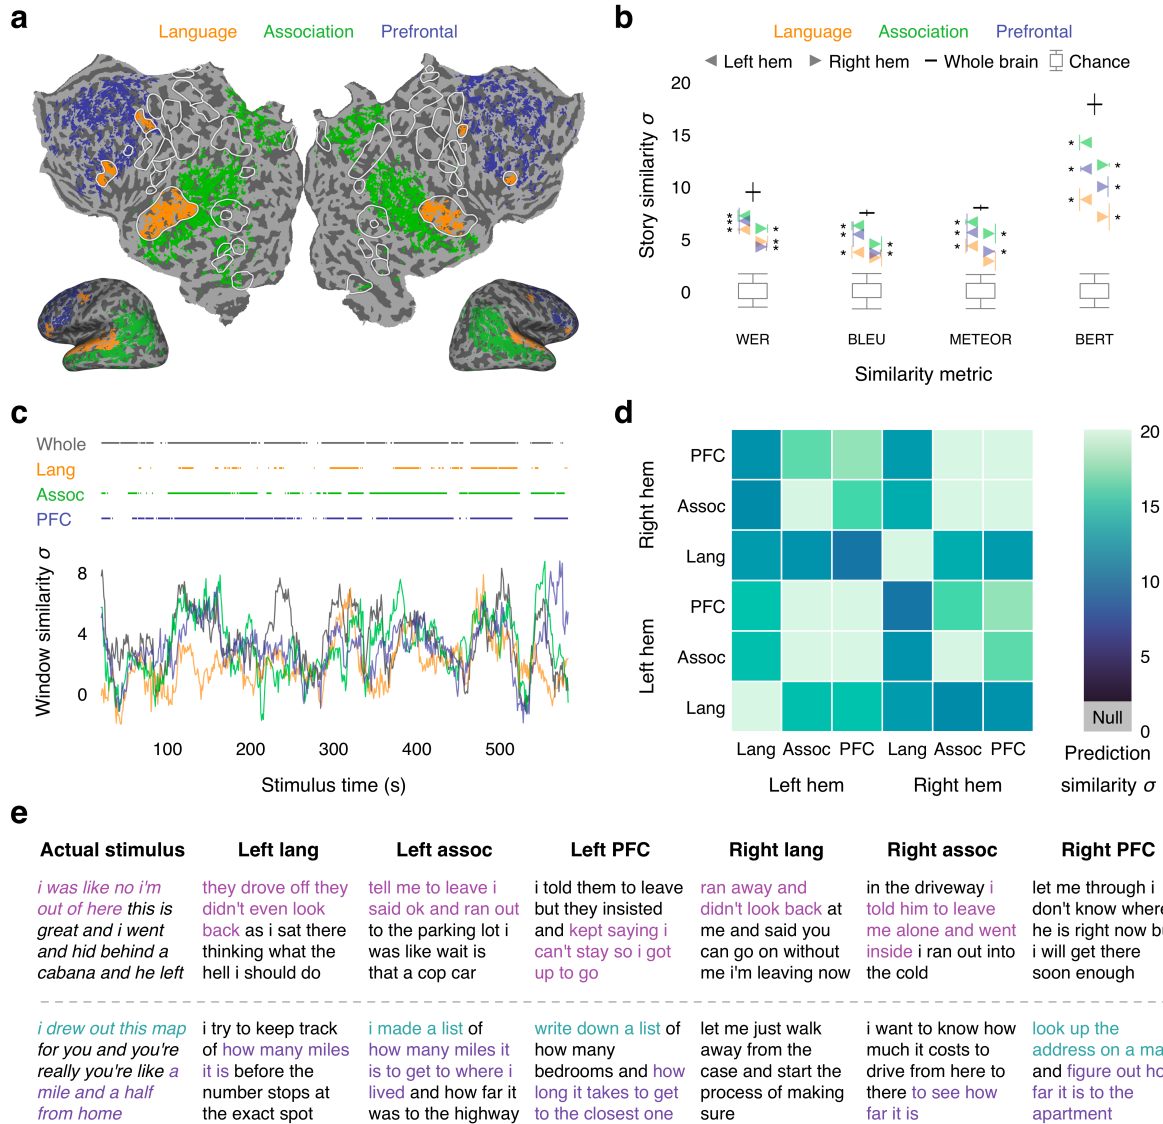 a
Language Association Prefrontal
b
Language Association Prefrontal
Left hem Right hem Whole brain Chance
Story similarity σ
20
15
10
5
0
* * * * * * * * * * * * * * * * * * * * * *
WER BLEU METEOR BERT
Similarity metric
c
Whole
Lang
Assoc
PFC
Window similarity σ
8
4
0
100 200 300 400 500
Stimulus time (s)
d
Right hem
PFC
Assoc
Lang
Left hem
PFC
Assoc
Lang
Lang Assoc PFC Lang Assoc PFC
Left hem Right hem
20
15
10
5
Null
0
Prediction
similarity σ
e
Actual stimulus
i was like no i'm
out of here this is
great and i went
and hid behind a
cabana and he left
Left lang
they drove off they
didn't even look
back as i sat there
thinking what the
hell i should do
Left assoc
tell me to leave i
said ok and ran out
to the parking lot i
was like wait is
that a cop car
Left PFC
i told them to leave
but they insisted
and kept saying i
can't stay so i got
up to go
Right lang
ran away and
didn't look back at
me and said you
can go on without
me i'm leaving now
Right assoc
in the driveway i
told him to leave
me alone and went
inside i ran out into
the cold
Right PFC
let me through i
don't know where
he is right now
i will get there
soon enough
i drew out this map
for you and you're
really you're like a
mile and a half
from home
i try to keep track
of how many miles
it is before the
number stops at
the exact spot
i made a list of
how many miles it
is to get to where i
lived and how far it
was to the highway
write down a list of
how many
bedrooms and how
long it takes to get
to the closest one
let me just walk
away from the
case and start the
process of making
sure
i want to know how
much it costs to
drive from here to
there to see how
far it is
look up the
address on a
and figure out
far it is to the
apartment